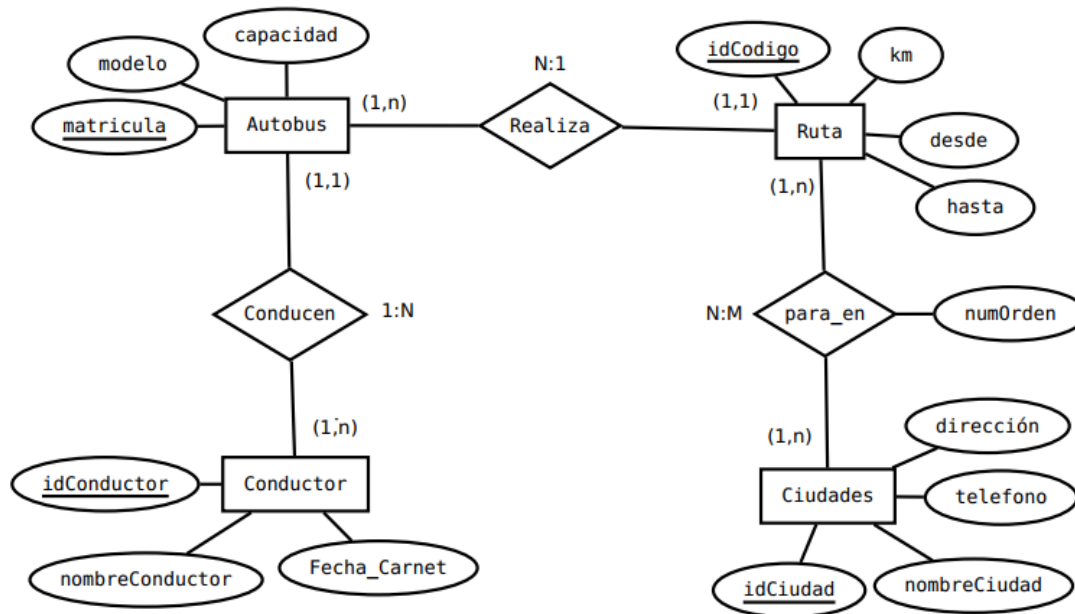 capacidad
modelo
matricula
Autobus
(1,n)
N:1
Realiza
idCodigo
km
(1,1)
Ruta
desde
hasta
(1,n)
(1,1)
Conducen
1:N
N:M
para_en
numOrden
(1,n)
idConductor
Conductor
nombreConductor
Fecha_Carnet
(1,n)
dirección
Ciudades
telefono
idCiudad
nombreCiudad